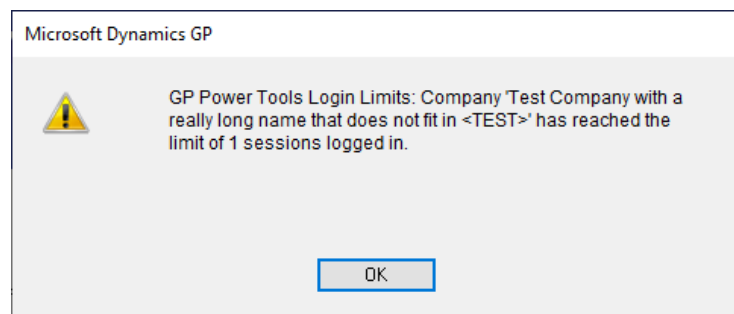 Microsoft Dynamics GP
GP Power Tools Login Limits: Company 'Test Company with a
really long name that does not fit in <TEST>' has reached the
limit of 1 sessions logged in.
OK